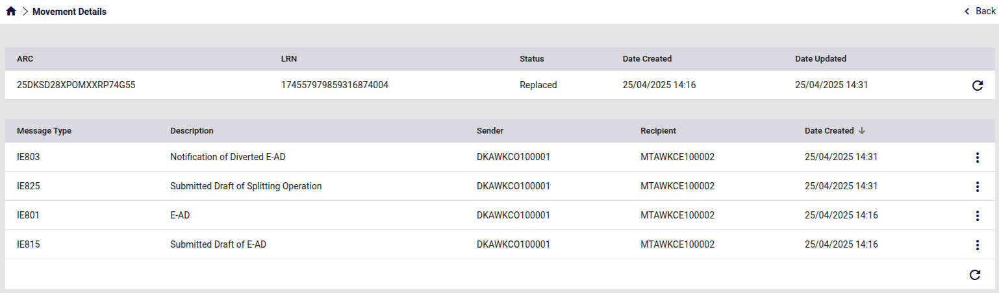 Movement Details
Back
ARC LRN Status Date Created Date Updated
25DKSD28XPOMXXRP74G55 174557979859316874004 Replaced 25/04/2025 14:16 25/04/2025 14:31
Message Type Description Sender Recipient Date Created
IE803 Notification of Diverted E-AD DKAWKCO100001 MTAWKCE100002 25/04/2025 14:31
IE825 Submitted Draft of Splitting Operation DKAWKCO100001 MTAWKCE100002 25/04/2025 14:31
IE801 E-AD DKAWKCO100001 MTAWKCE100002 25/04/2025 14:16
IE815 Submitted Draft of E-AD DKAWKCO100001 MTAWKCE100002 25/04/2025 14:16